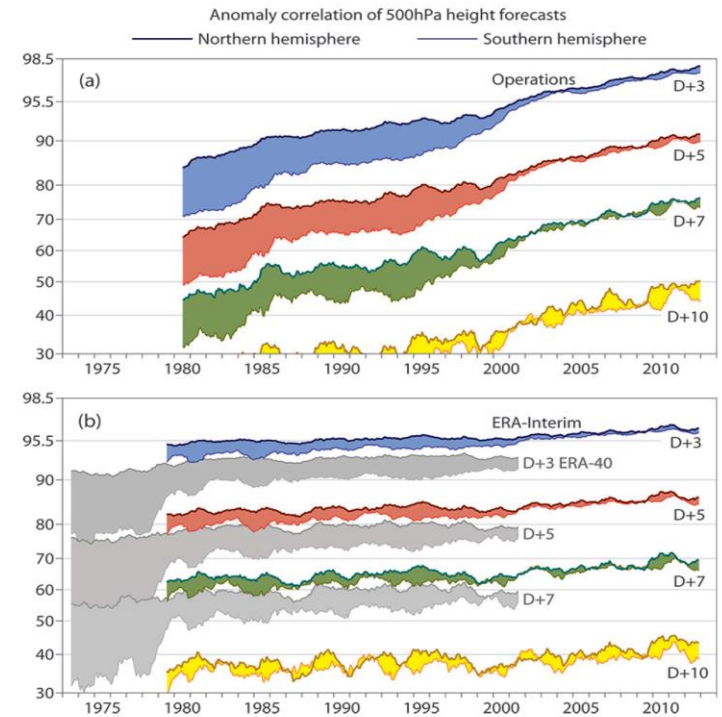 Anomaly correlation of 500hPa height forecasts
Northern hemisphere Southern hemisphere
98.5
(a) Operations
D+3
95.5
90
D+5
80
70
D+7
60
50
40
D+10
30
1975 1980 1985 1990 1995 2000 2005 2010
98.5
(b) ERA-Interim
95.5
D+3
D+3 ERA-40
90
D+5
80
D+5
70
D+7
60
D+7
50
40
D+10
30
1975 1980 1985 1990 1995 2000 2005 2010